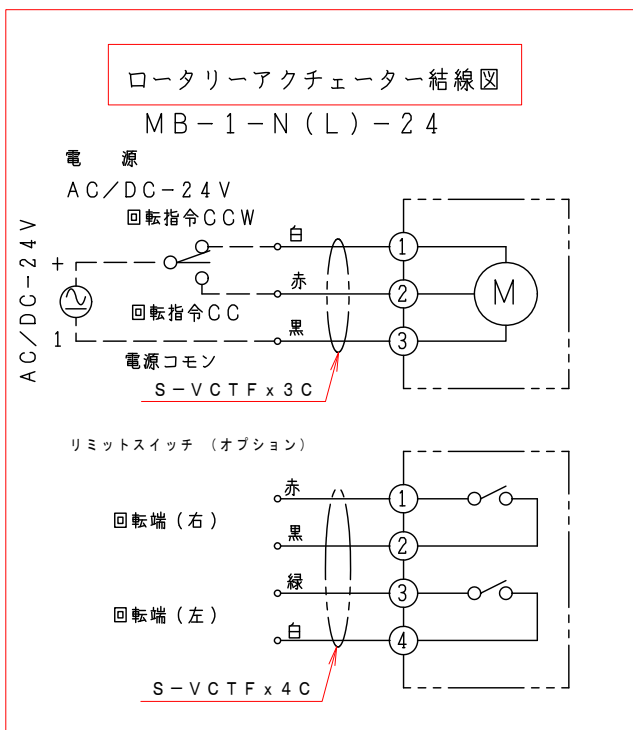 ロータリーアクチェーター結線図
MB-1-N(L)-24
電 源
AC/DC-24V
回転指令CCW
白
①
AC/DC-24V
+
赤
②
M
回転指令CC
黒
③
1
電源コモン
S-VCTFx3C
リミットスイッチ (オプション)
赤
①
回転端(右)
黒
②
緑
③
回転端(左)
白
④
S-VCTFx4C